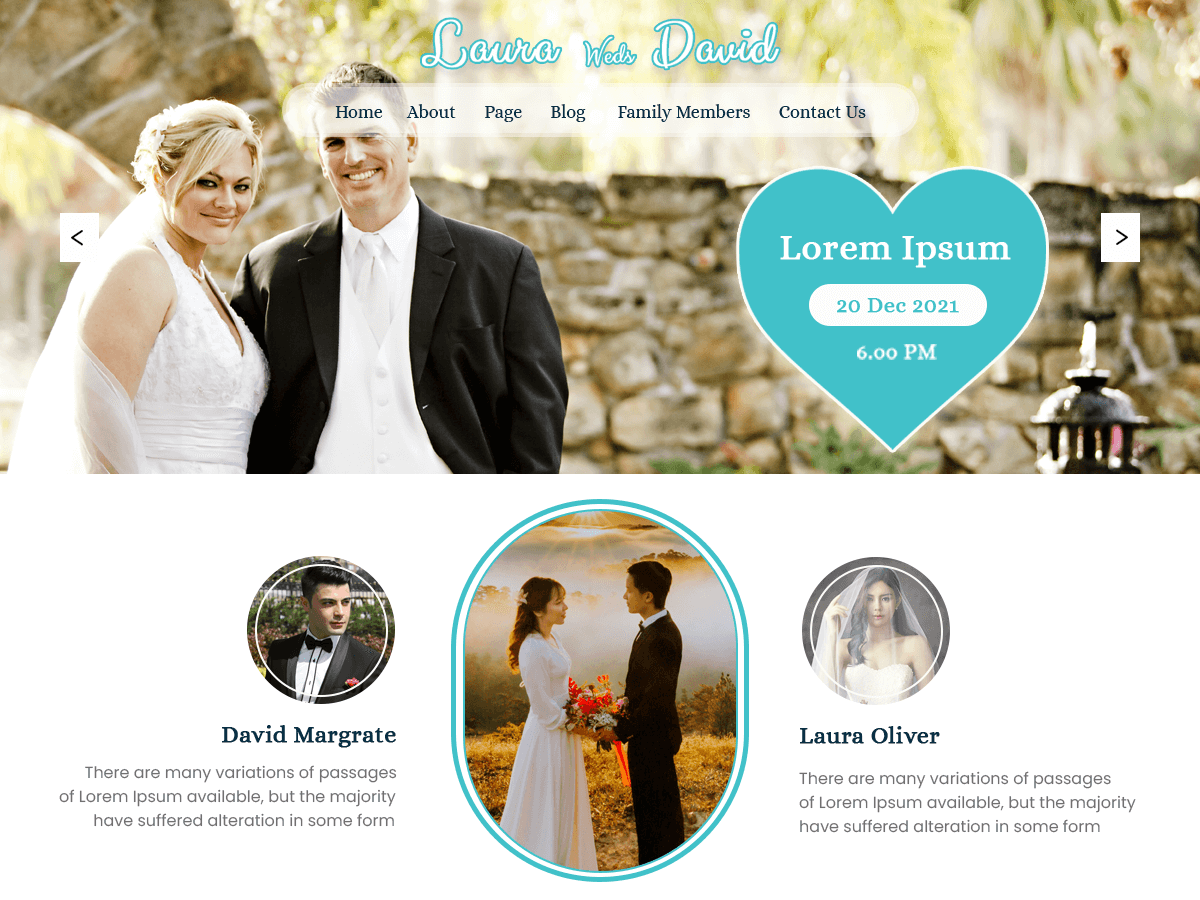 Laura Weds David
Home About Page Blog Family Members Contact Us
< >
Lorem Ipsum
20 Dec 2021
6.00 PM
David Margrate
There are many variations of passages
of Lorem Ipsum available, but the majority
have suffered alteration in some form
Laura Oliver
There are many variations of passages
of Lorem Ipsum available, but the majority
have suffered alteration in some form